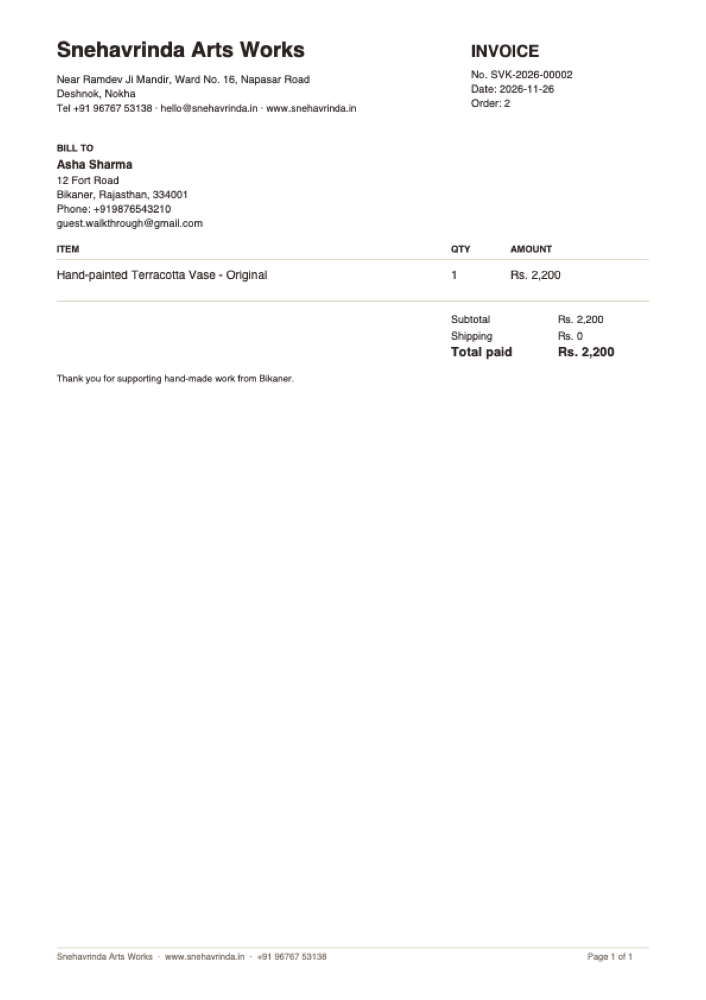 Snehavrinda Arts Works
Near Ramdev Ji Mandir, Ward No. 16, Napasar Road
Deshnok, Nokha
Tel +91 96767 53138 · hello@snehavrinda.in · www.snehavrinda.in
INVOICE
No. SVK-2026-00002
Date: 2026-11-26
Order: 2
BILL TO
Asha Sharma
12 Fort Road
Bikaner, Rajasthan, 334001
Phone: +919876543210
guest.walkthrough@gmail.com
ITEM QTY AMOUNT
Hand-painted Terracotta Vase - Original 1 Rs. 2,200
Subtotal Rs. 2,200
Shipping Rs. 0
Total paid Rs. 2,200
Thank you for supporting hand-made work from Bikaner.
Snehavrinda Arts Works · www.snehavrinda.in · +91 96767 53138 Page 1 of 1